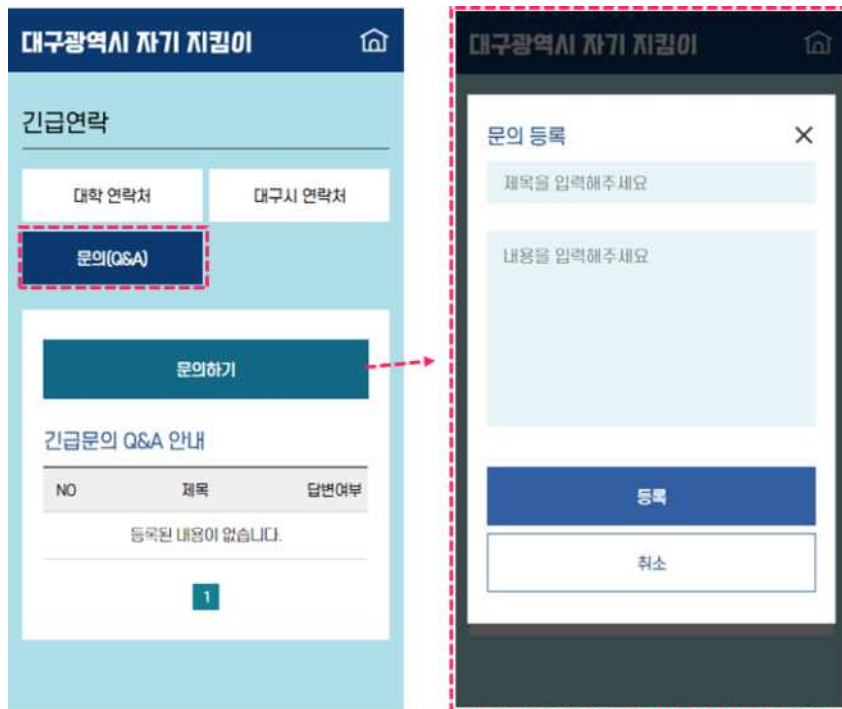 대구광역시 자기 지킴이
긴급연락
대학 연락처
대구시 연락처
문의(Q&A)
문의하기
긴급문의 Q&A 안내
NO 제목 답변여부
등록된 내용이 없습니다.
1
대구광역시 자기 지킴이
문의 등록
제목을 입력해주세요
내용을 입력해주세요
등록
취소